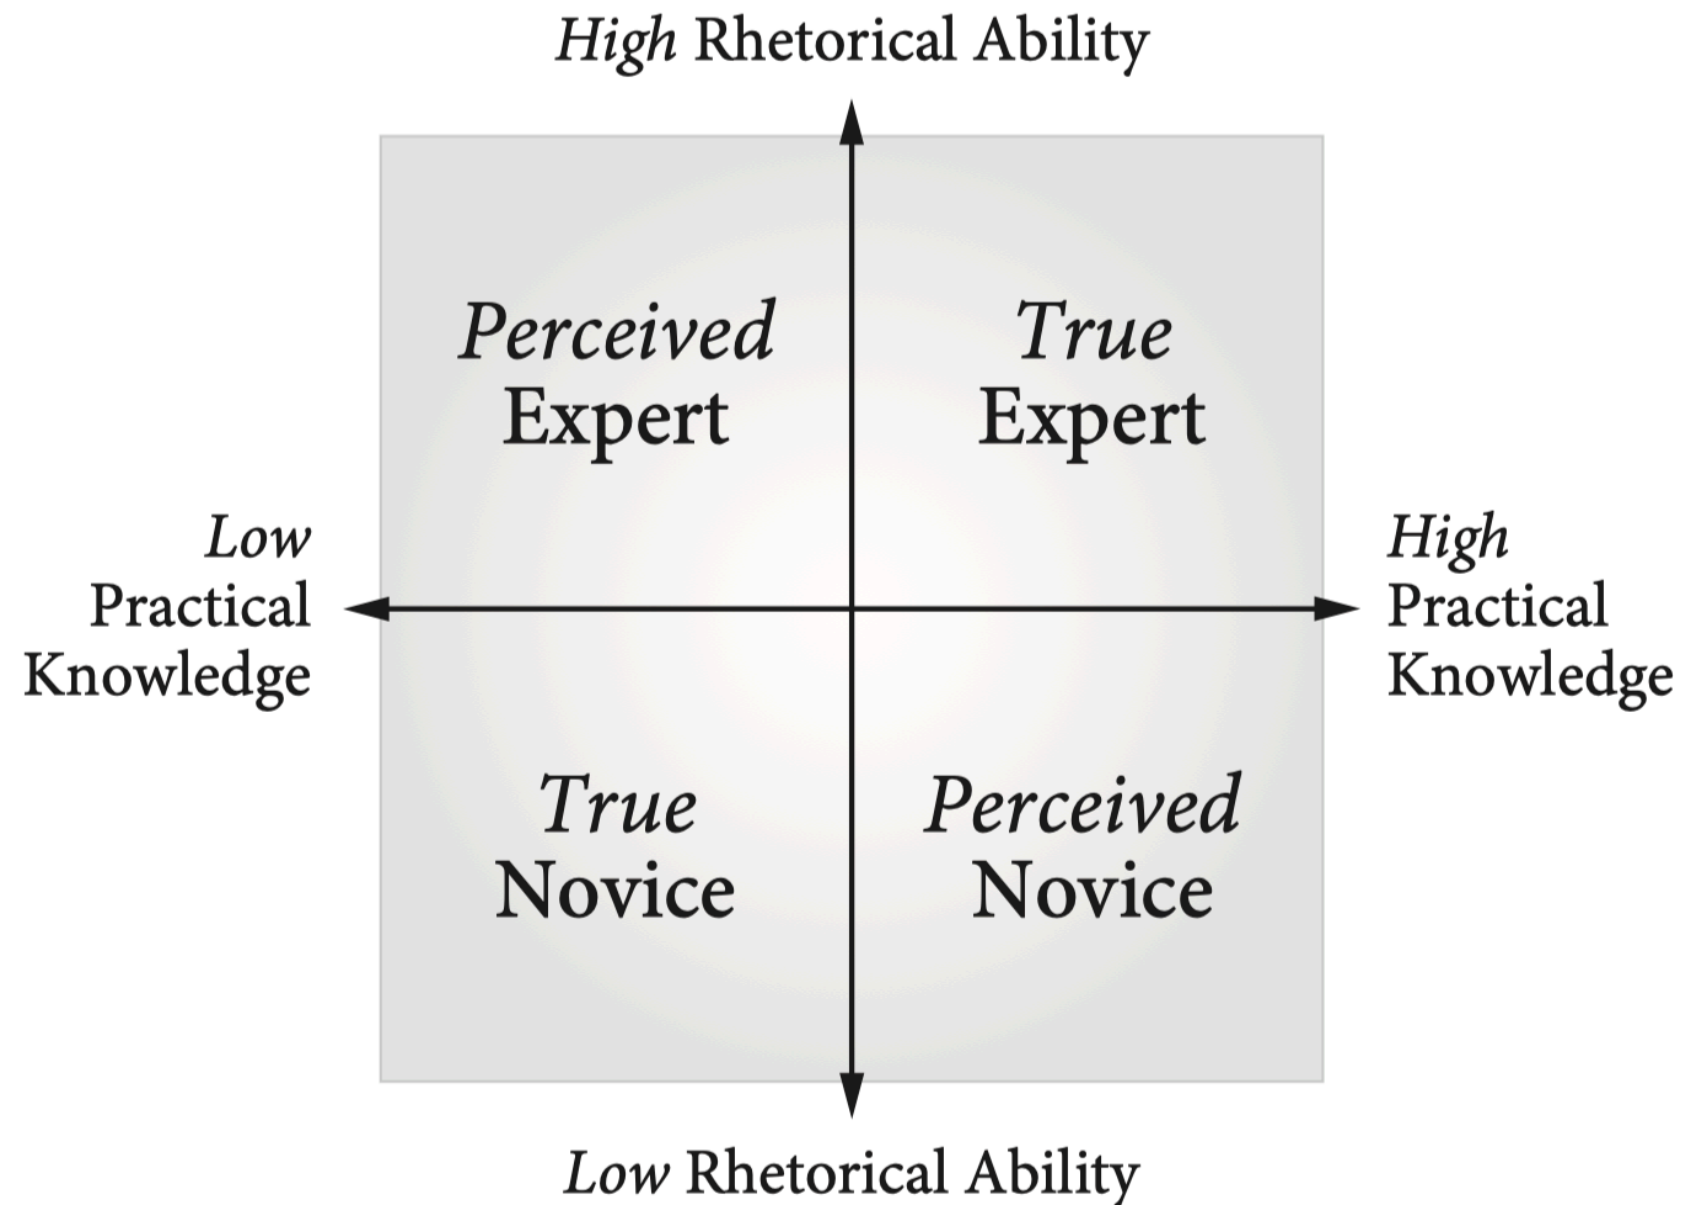 High Rhetorical Ability
Perceived
Expert
True
Expert
Low
Practical
Knowledge
High
Practical
Knowledge
True
Novice
Perceived
Novice
Low Rhetorical Ability